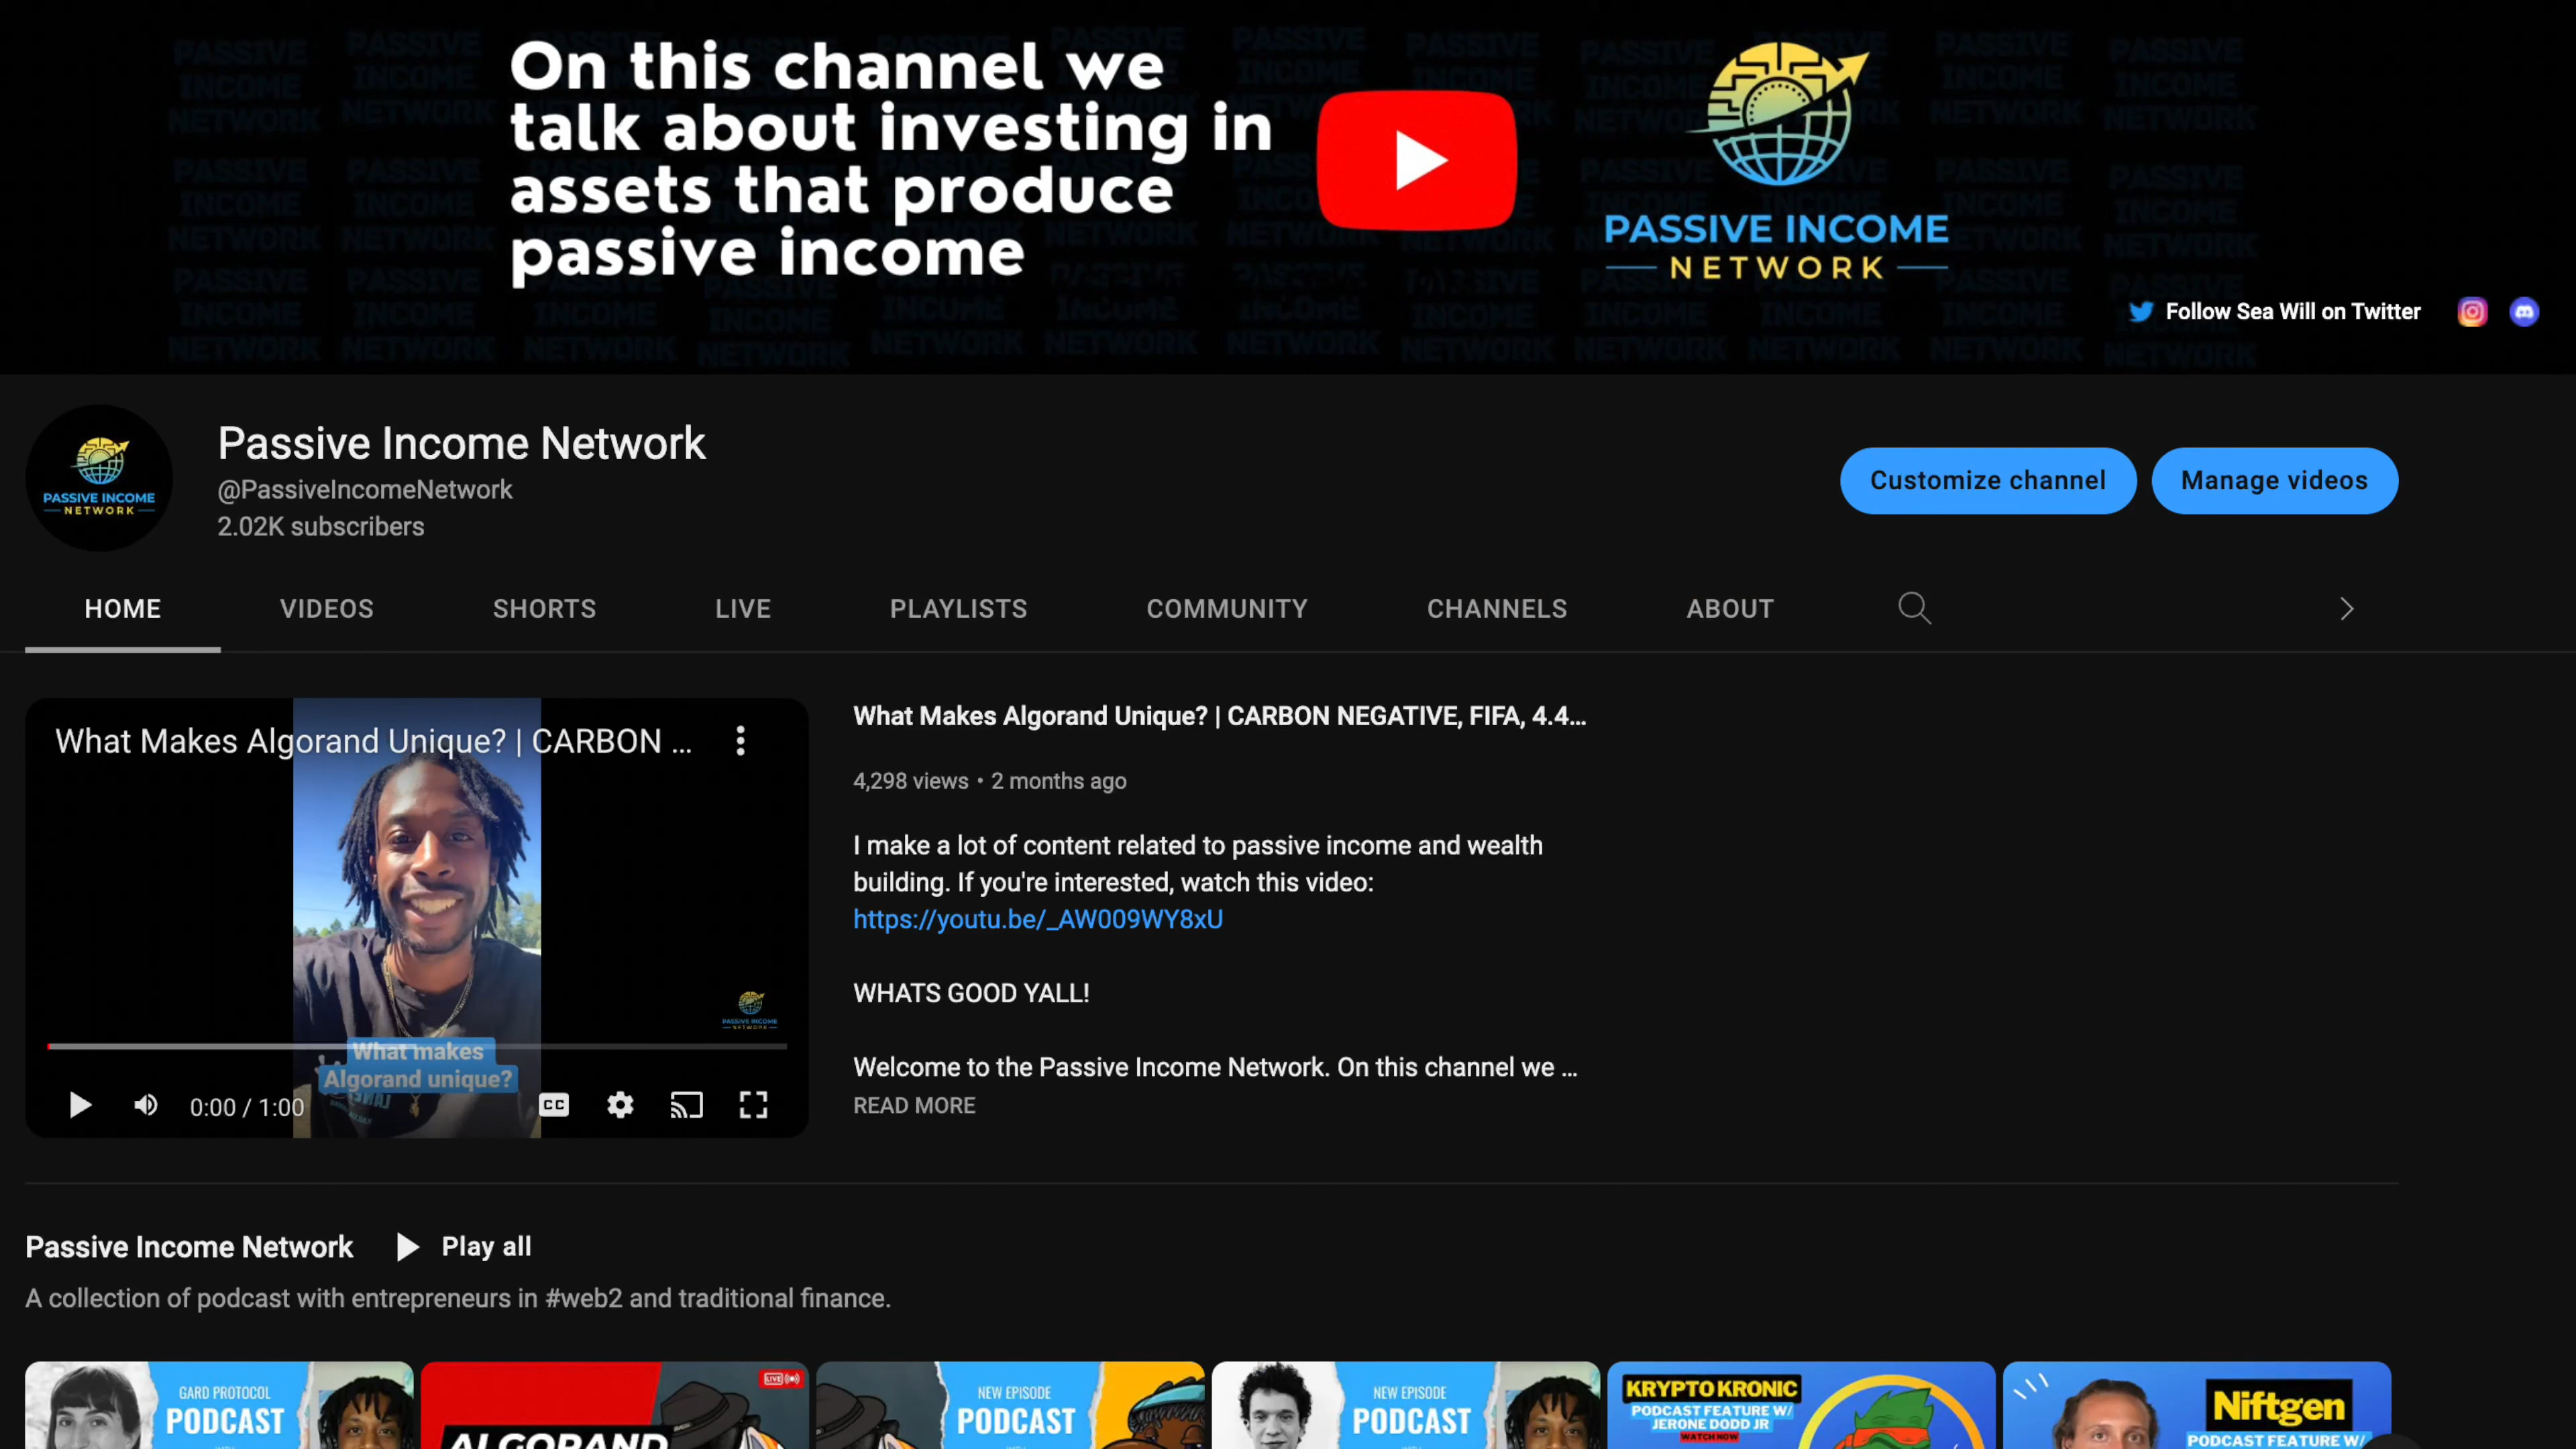 On this channel we
talk about investing in
assets that produce
passive income
PASSIVE INCOME
NETWORK
Follow Sea Will on Twitter
PASSIVE INCOME
NETWORK
Passive Income Network
@PassiveIncomeNetwork
2.02K subscribers
Customize channel
Manage videos
HOME
VIDEOS
SHORTS
LIVE
PLAYLISTS
COMMUNITY
CHANNELS
ABOUT
What Makes Algorand Unique? | CARBON ...
PASSIVE INCOME
NETWORK
What makes
Algorand unique?
0:00 / 1:00
CC
What Makes Algorand Unique? | CARBON NEGATIVE, FIFA, 4.4...
4,298 views • 2 months ago
I make a lot of content related to passive income and wealth
building. If you're interested, watch this video:
https://youtu.be/_AW009WY8xU
WHATS GOOD YALL!
Welcome to the Passive Income Network. On this channel we ...
READ MORE
Passive Income Network
Play all
A collection of podcast with entrepreneurs in #web2 and traditional finance.
GARD PROTOCOL
PODCAST
LIVE
ALGORAND
NEW EPISODE
PODCAST
NEW EPISODE
PODCAST
KRYPTO KRONIC
PODCAST FEATURE W/
JERONE DODD JR
WATCH NOW
Niftgen
PODCAST FEATURE W/